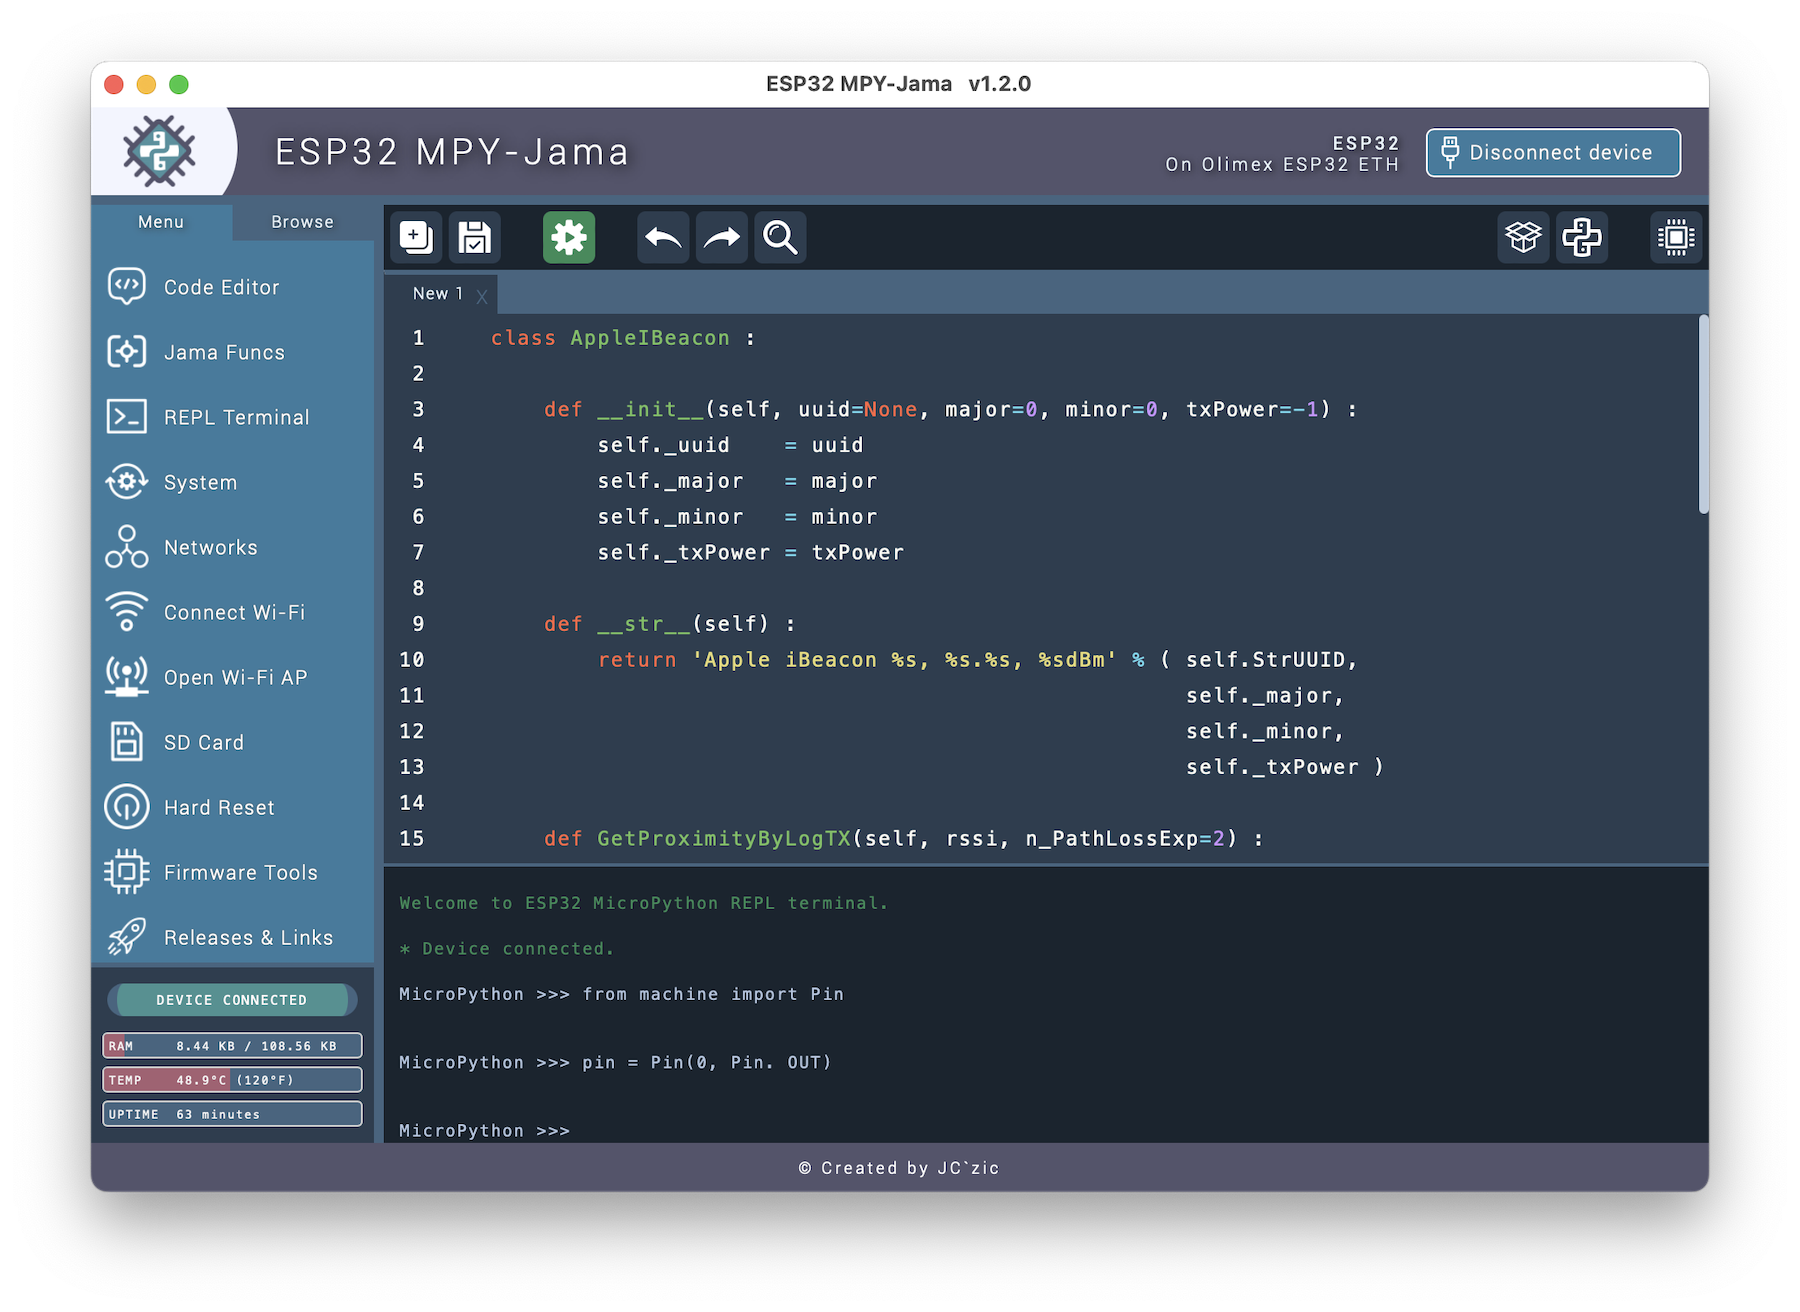 ESP32 MPY-Jama v1.2.0
ESP32 MPY-Jama
ESP32
On Olimex ESP32 ETH
Disconnect device
Menu
Browse
Code Editor
Jama Funcs
REPL Terminal
System
Networks
Connect Wi-Fi
Open Wi-Fi AP
SD Card
Hard Reset
Firmware Tools
Releases & Links
DEVICE CONNECTED
RAM 8.44 KB / 108.56 KB
TEMP 48.9°C (120°F)
UPTIME 63 minutes
New 1 X
1 class AppleIBeacon :
2
3 def __init__(self, uuid=None, major=0, minor=0, txPower=-1) :
4 self._uuid = uuid
5 self._major = major
6 self._minor = minor
7 self._txPower = txPower
8
9 def __str__(self) :
10 return 'Apple iBeacon %s, %s.%s, %sdBm' % ( self.StrUUID,
11 self._major,
12 self._minor,
13 self._txPower )
14
15 def GetProximityByLogTX(self, rssi, n_PathLossExp=2) :
Welcome to ESP32 MicroPython REPL terminal.
* Device connected.
MicroPython >>> from machine import Pin
MicroPython >>> pin = Pin(0, Pin. OUT)
MicroPython >>>
© Created by JC`zic